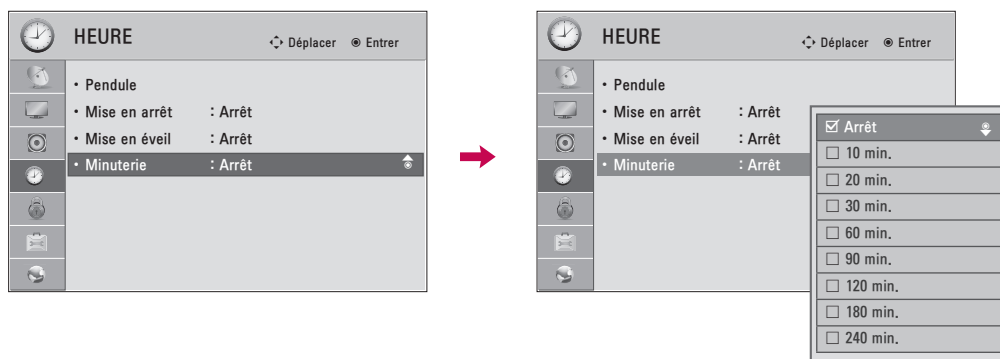 HEURE
Déplacer Entrer
• Pendule
• Mise en arrêt : Arrêt
• Mise en éveil : Arrêt
• Minuterie : Arrêt
HEURE
Déplacer Entrer
• Pendule
• Mise en arrêt : Arrêt
• Mise en éveil : Arrêt
• Minuterie : Arrêt
☑ Arrêt
☐ 10 min.
☐ 20 min.
☐ 30 min.
☐ 60 min.
☐ 90 min.
☐ 120 min.
☐ 180 min.
☐ 240 min.